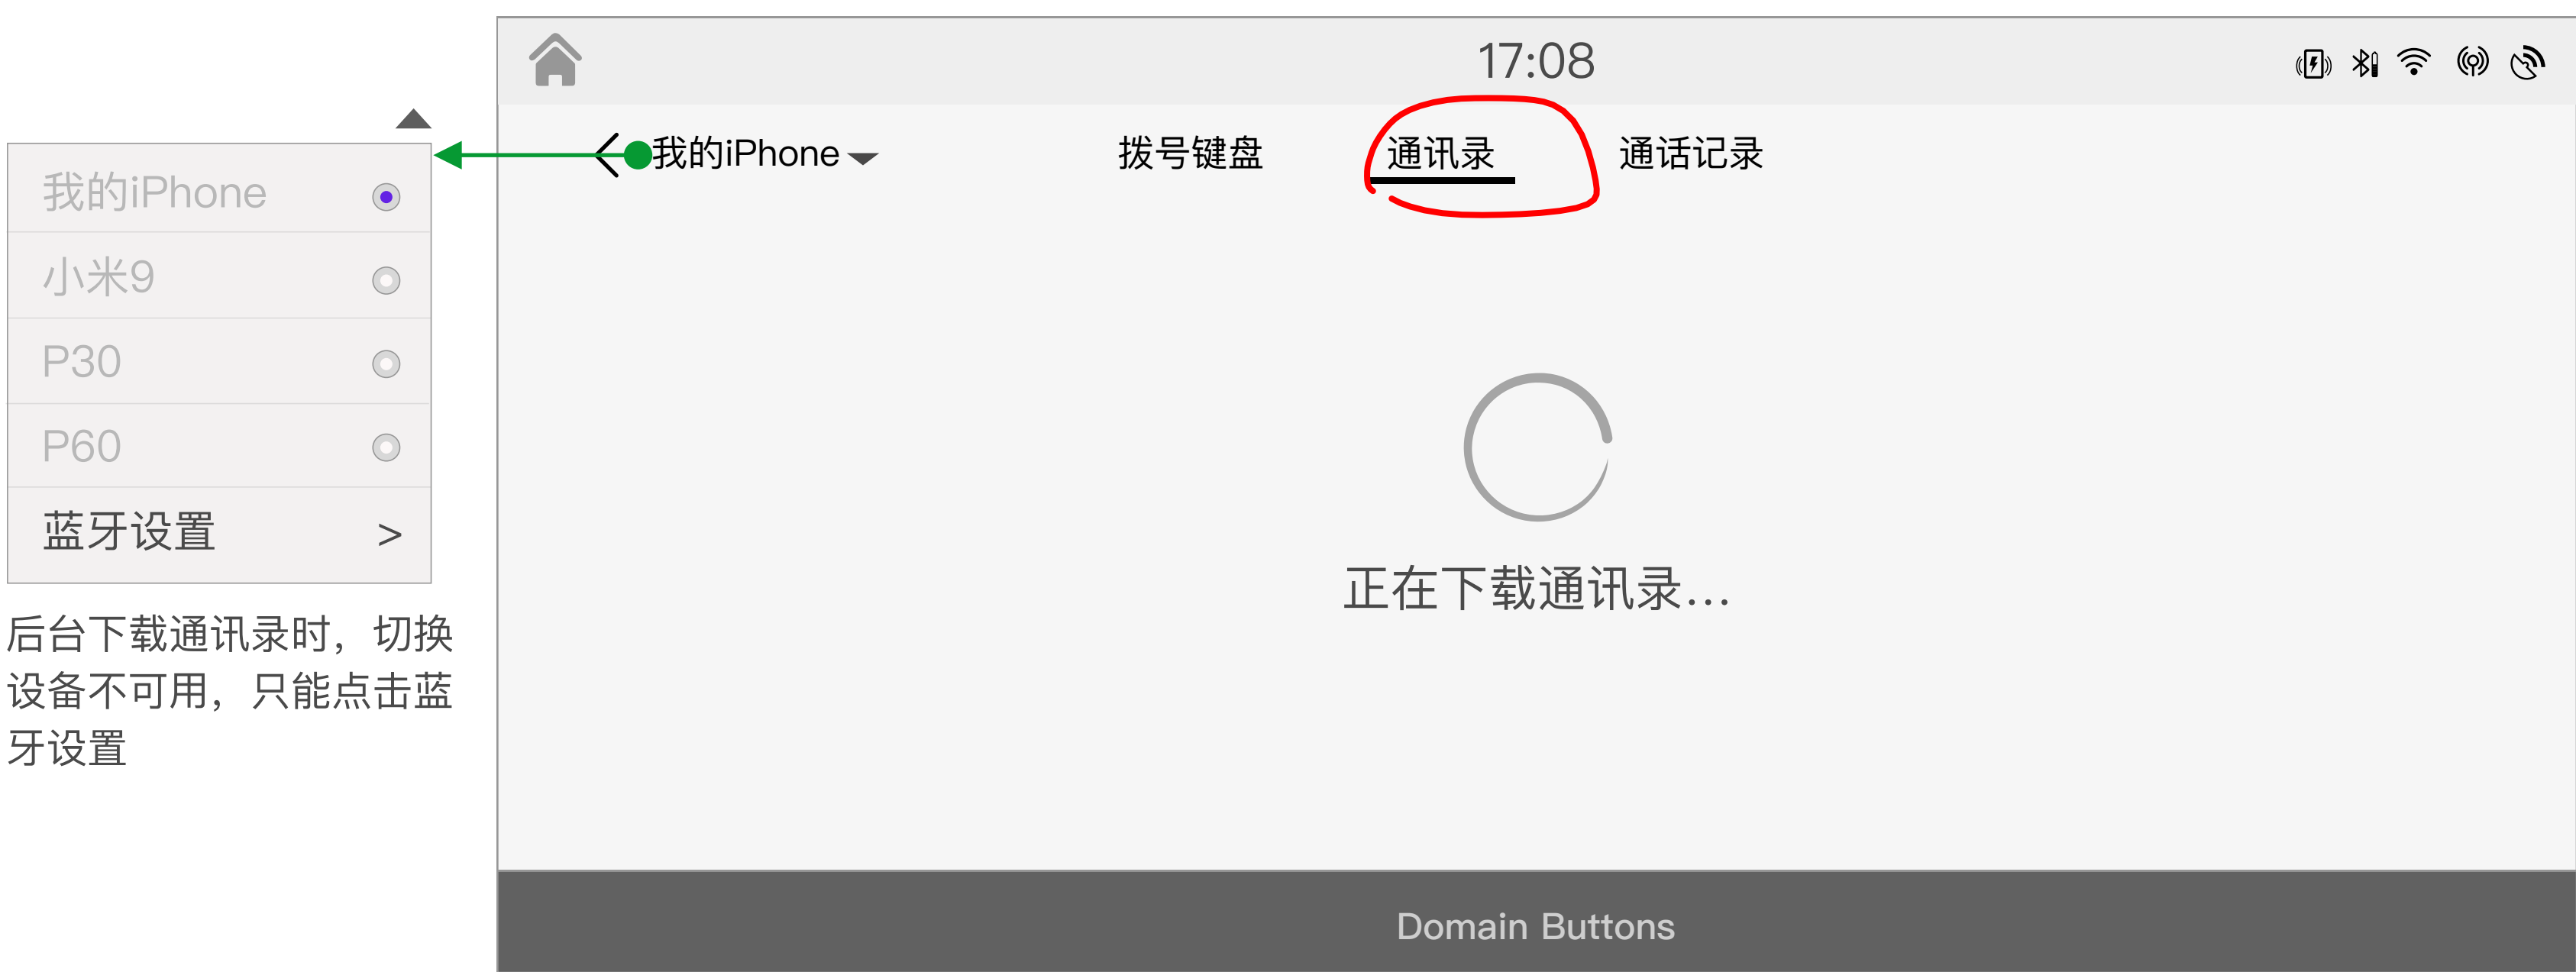 17:08
我的iPhone
拨号键盘
通讯录
通话记录
我的iPhone
小米9
P30
P60
蓝牙设置 >
后台下载通讯录时，切换
设备不可用，只能点击蓝
牙设置
正在下载通讯录...
Domain Buttons